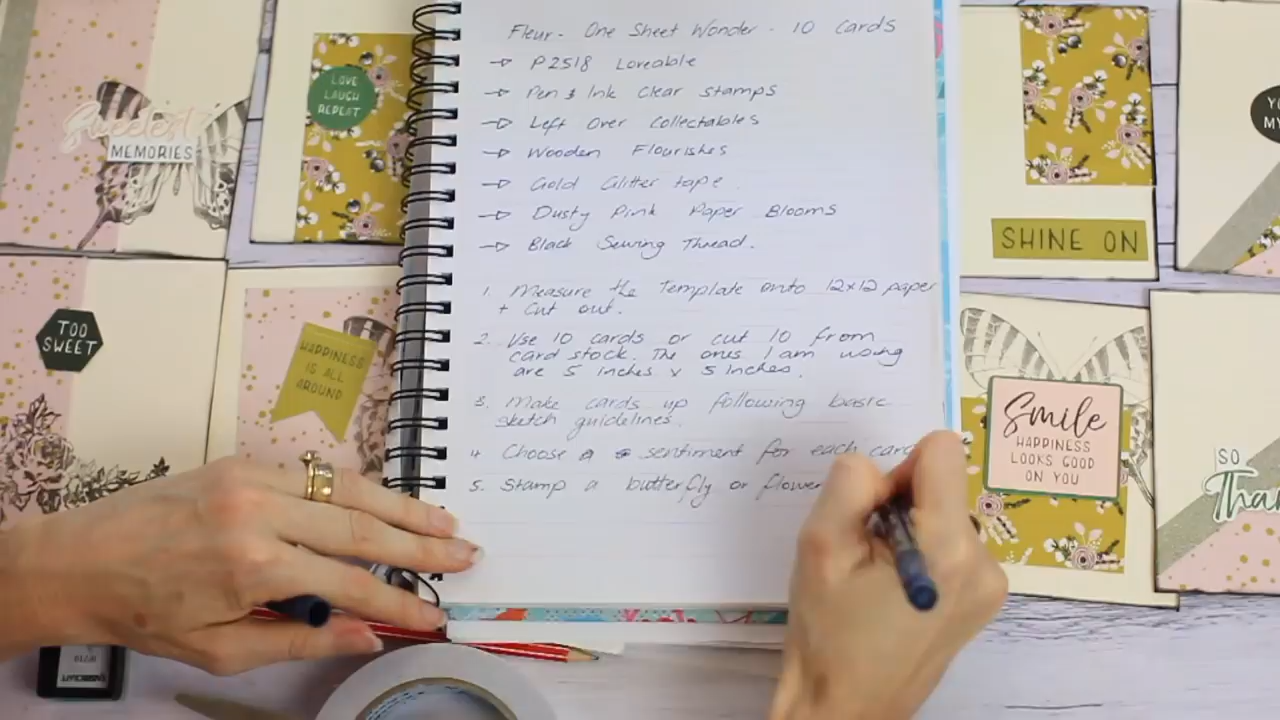 Fleur - One Sheet Wonder - 10 Cards
→ P2518 Loveable
→ Pen & Ink Clear Stamps
→ Left Over Collectables
→ Wooden Flourishes
→ Gold Glitter tape.
→ Dusty Pink Paper Blooms
→ Black Sewing Thread.
1. Measure the Template onto 12x12 paper
+ Cut out.
2. Use 10 cards or cut 10 from
card stock. The ones I am using
are 5 inches x 5 inches.
3. Make cards up following basic
sketch guidelines.
4 Choose a sentiment for each card
5. Stamp a butterfly or flower
Sweetest
MEMORIES
LOVE
LAUGH
REPEAT
TOO
SWEET
HAPPINESS
IS ALL
AROUND
SHINE ON
MY
Smile
HAPPINESS
LOOKS GOOD
ON YOU
SO
Than